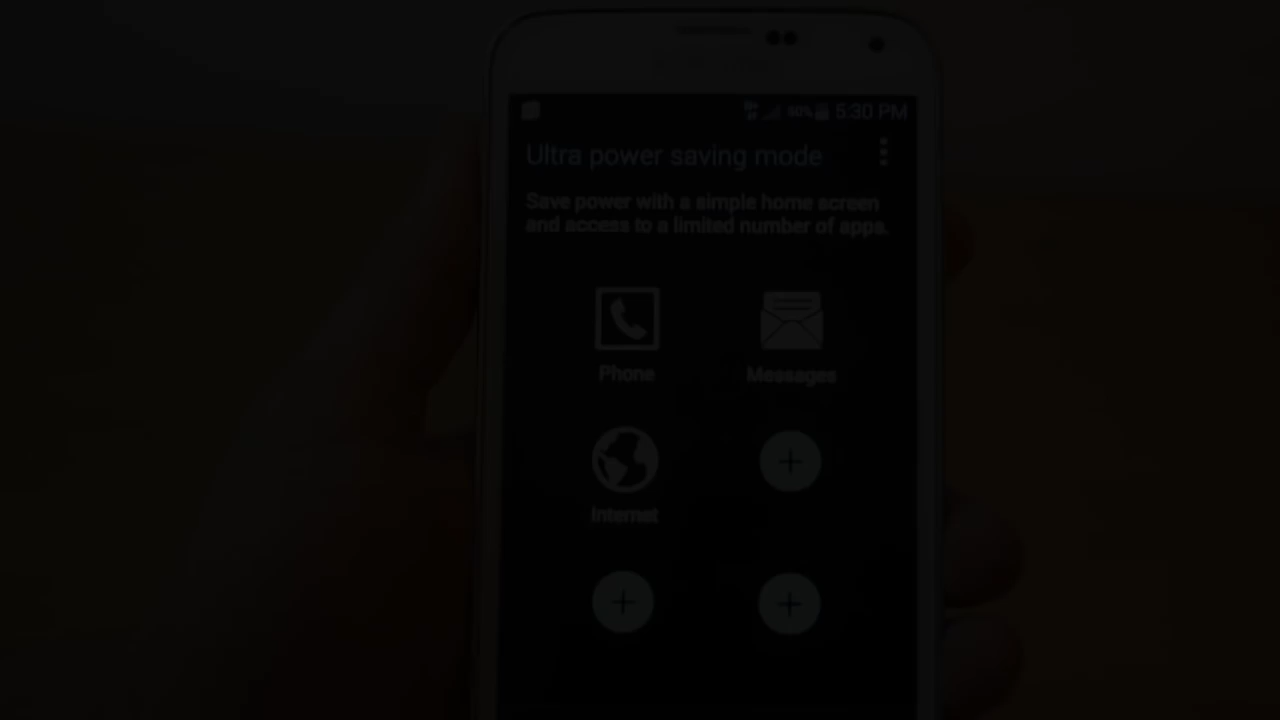 50% 5:30 PM
Ultra power saving mode
Save power with a simple home screen
and access to a limited number of apps.
Phone
Messages
Internet